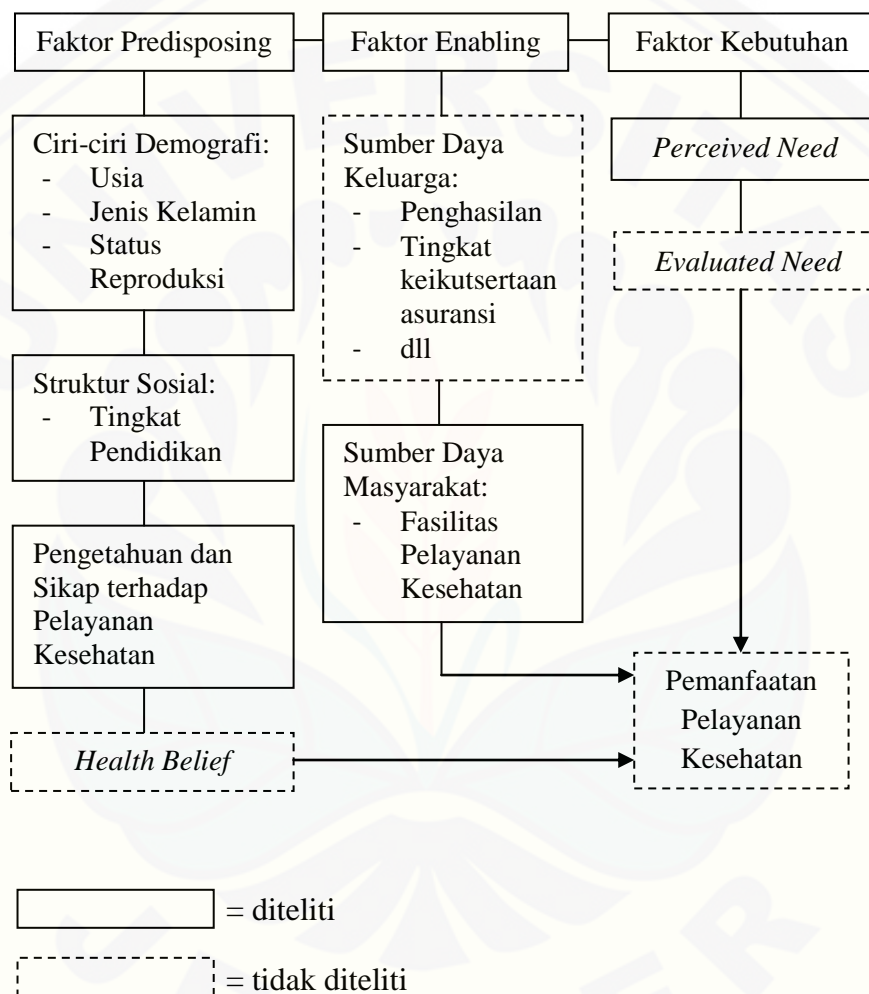 Faktor Predisposing
Faktor Enabling
Faktor Kebutuhan
Ciri-ciri Demografi:
- Usia
- Jenis Kelamin
- Status
Reproduksi
Struktur Sosial:
- Tingkat
Pendidikan
Pengetahuan dan
Sikap terhadap
Pelayanan
Kesehatan
Health Belief
Sumber Daya
Keluarga:
- Penghasilan
- Tingkat
keikutsertaan
asuransi
- dll
Sumber Daya
Masyarakat:
- Fasilitas
Pelayanan
Kesehatan
Perceived Need
Evaluated Need
Pemanfaatan
Pelayanan
Kesehatan
= diteliti
= tidak diteliti
UNIVERSITAS